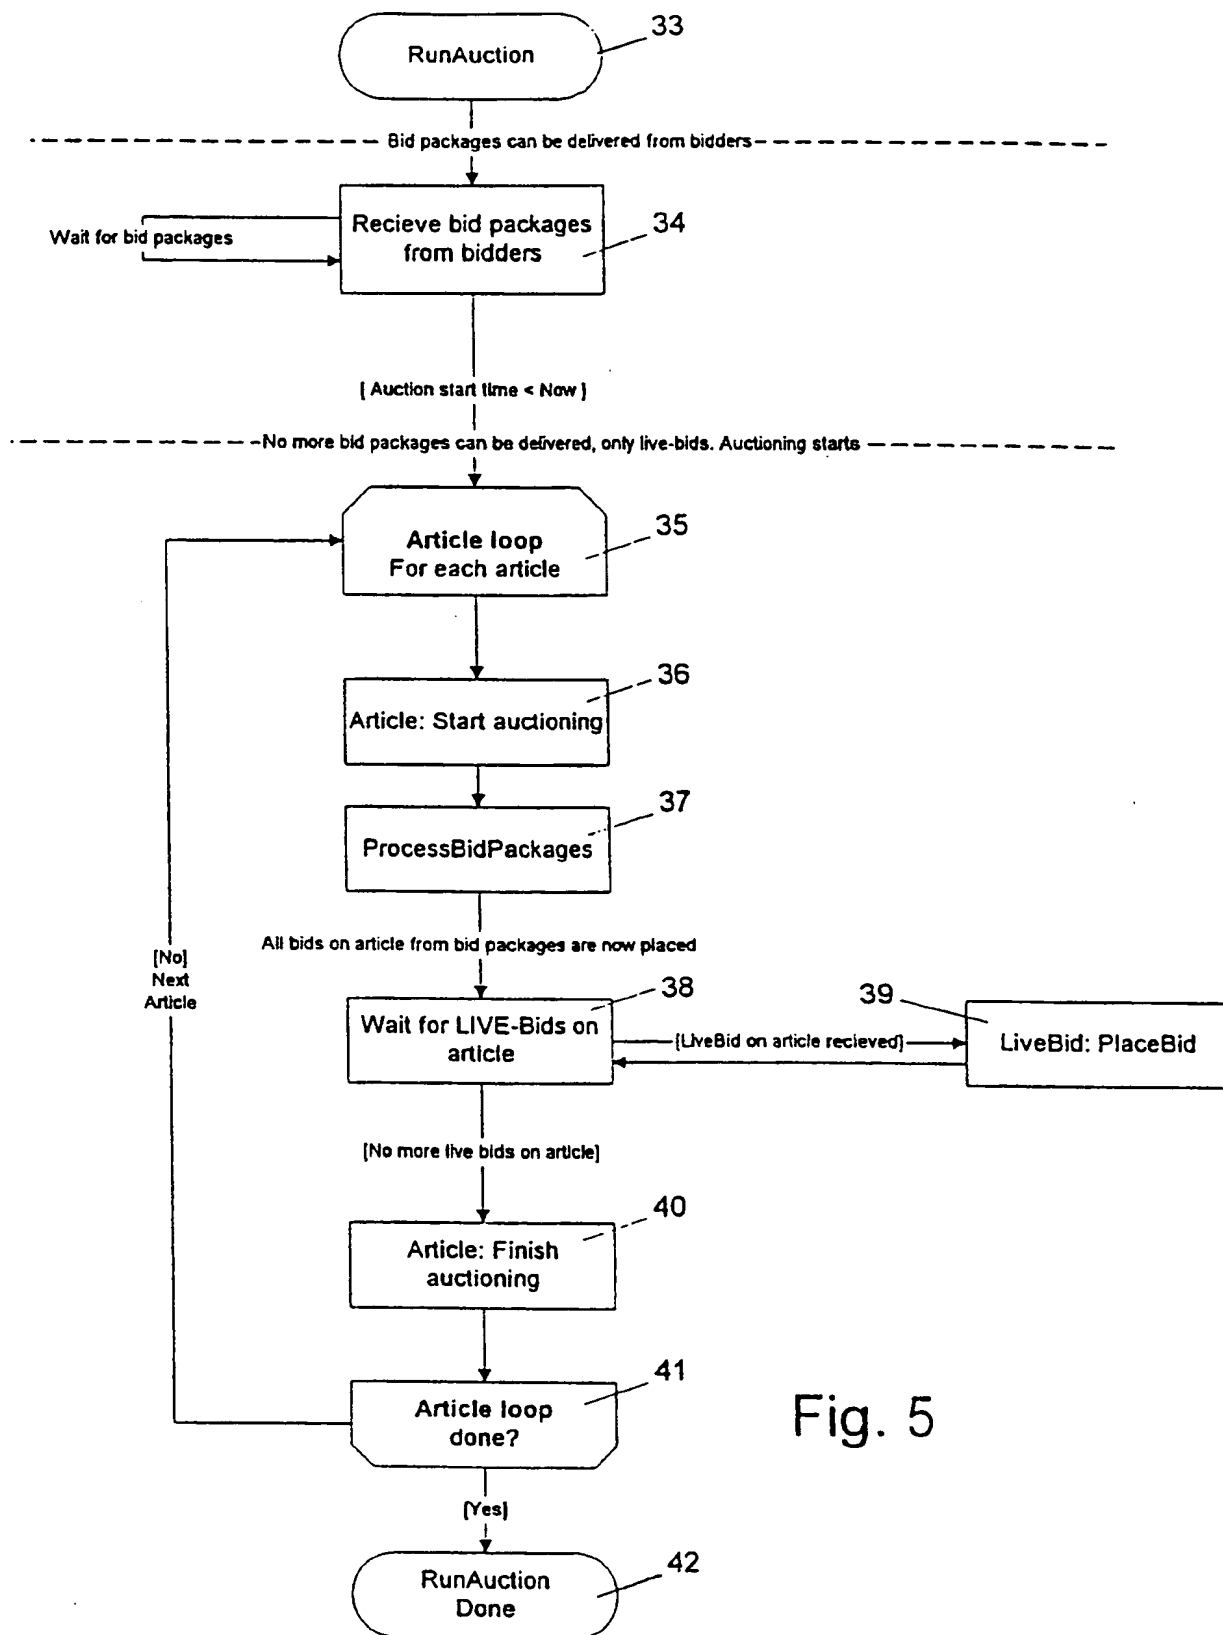 33
RunAuction
Bid packages can be delivered from bidders
Recieve bid packages
from bidders
34
Wait for bid packages
[ Auction start time < Now ]
No more bid packages can be delivered, only live-bids. Auctioning starts
35
Article loop
For each article
36
Article: Start auctioning
37
ProcessBidPackages
All bids on article from bid packages are now placed
[No]
Next
Article
38
Wait for LIVE-Bids on
article
[LiveBid on article recieved]
39
LiveBid: PlaceBid
[No more live bids on article]
40
Article: Finish
auctioning
41
Article loop
done?
Fig. 5
[Yes]
42
RunAuction
Done